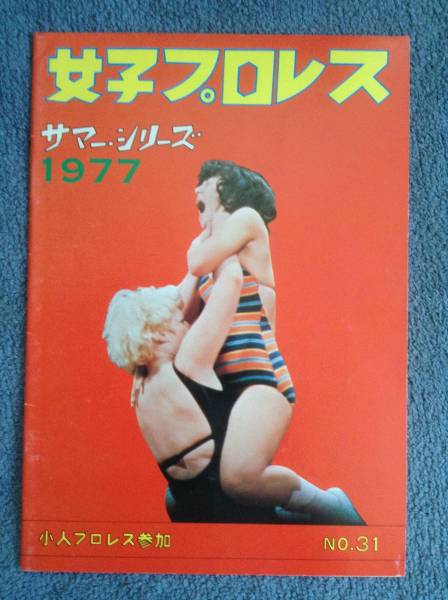 女子プロレス
サマー・シリーズ
1977
小人プロレス参加
NO.31